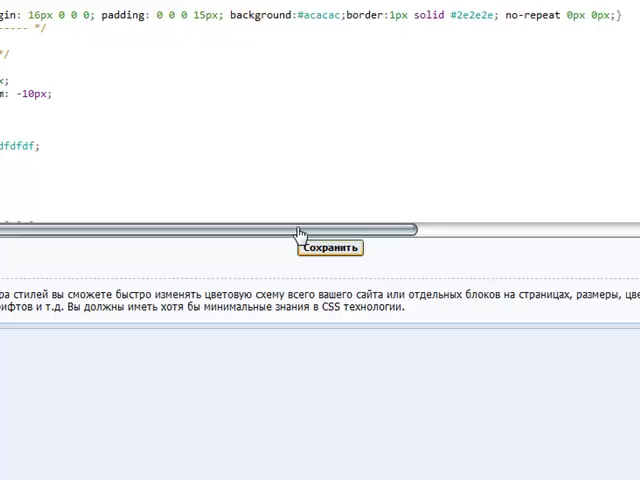 gin: 16px 0 0 0; padding: 0 0 0 15px; background:#acacac;border:1px solid #2e2e2e; no-repeat 0px 0px;}
----- */
*/
x;
m: -10px;
dfdfdf;
Сохранить
ра стилей вы сможете быстро изменять цветовую схему всего вашего сайта или отдельных блоков на страницах, размеры, цве
ифтов и т.д. Вы должны иметь хотя бы минимальные знания в CSS технологии.